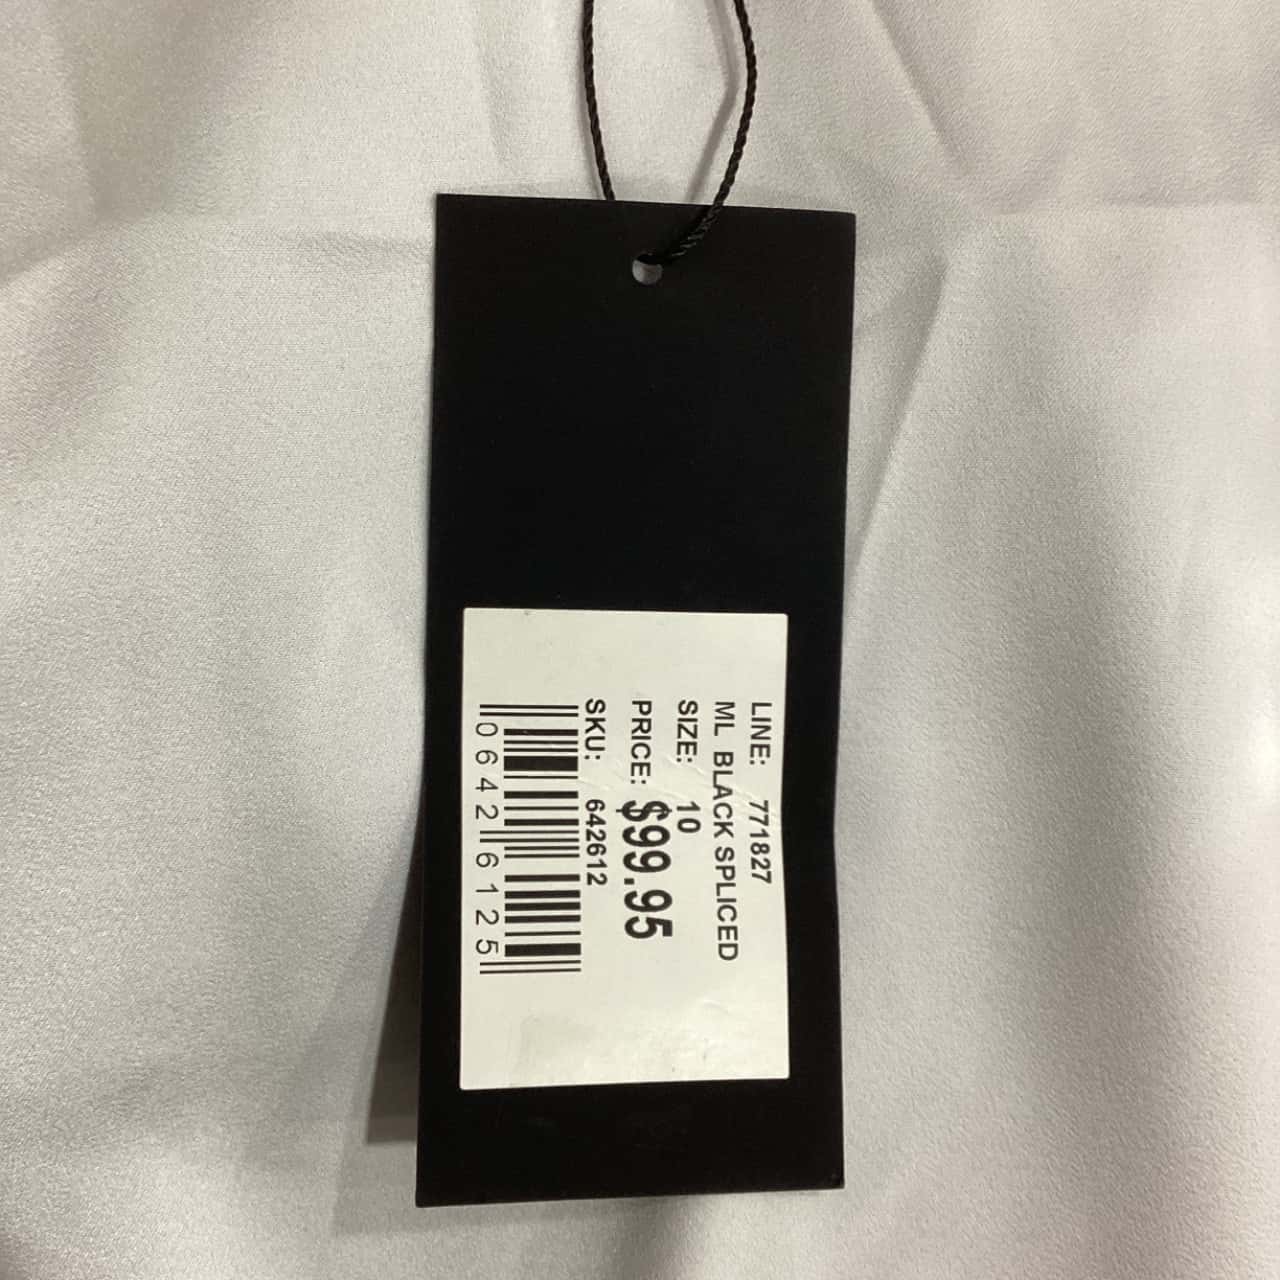 LINE: 771827
ML BLACK SPLICED
SIZE: 10
PRICE: $99.95
SKU: 642612
06426125